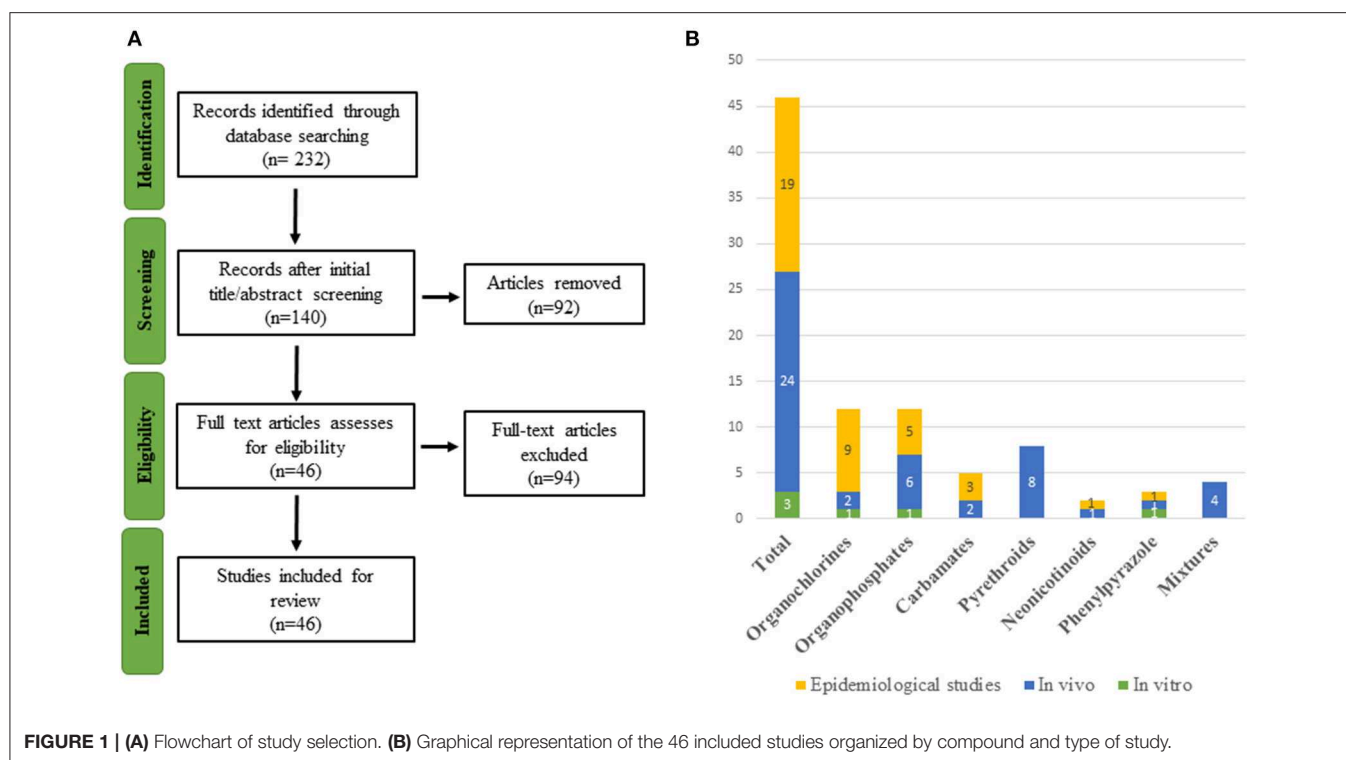 A
Identification
Records identified through
database searching
(n= 232)
Screening
Records after initial
title/abstract screening
(n=140)
Articles removed
(n=92)
Eligibility
Full text articles assesses
for eligibility
(n=46)
Full-text articles
excluded
(n=94)
Included
Studies included for
review
(n=46)
B
50
45
40
35
30
25
20
15
10
5
0
19
24
3
9
2
1
5
6
1
3
2
8
1
1
1
1
1
4
Total
Organochlorines
Organophosphates
Carbamates
Pyrethroids
Neonicotinoids
Phenylpyrazole
Mixtures
Epidemiological studies In vivo In vitro
FIGURE 1 | (A) Flowchart of study selection. (B) Graphical representation of the 46 included studies organized by compound and type of study.